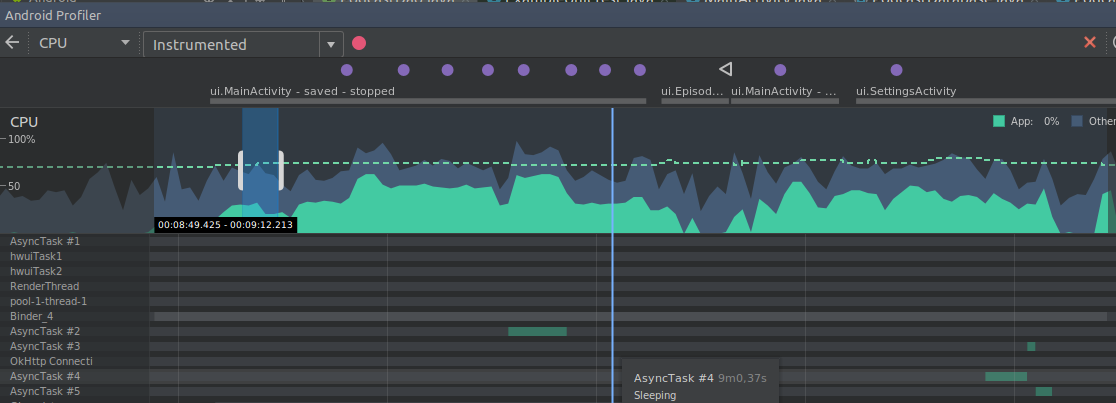 Android Profiler
CPU
Instrumented
ui.MainActivity - saved - stopped
ui.Episod...
ui.MainActivity - ...
ui.SettingsActivity
CPU
100%
50
App: 0%
Other
00:08:49.425 - 00:09:12.213
AsyncTask #1
hwuiTask1
hwuiTask2
RenderThread
pool-1-thread-1
Binder_4
AsyncTask #2
AsyncTask #3
OkHttp Connecti
AsyncTask #4
AsyncTask #5
AsyncTask #4 9m0,37s
Sleeping